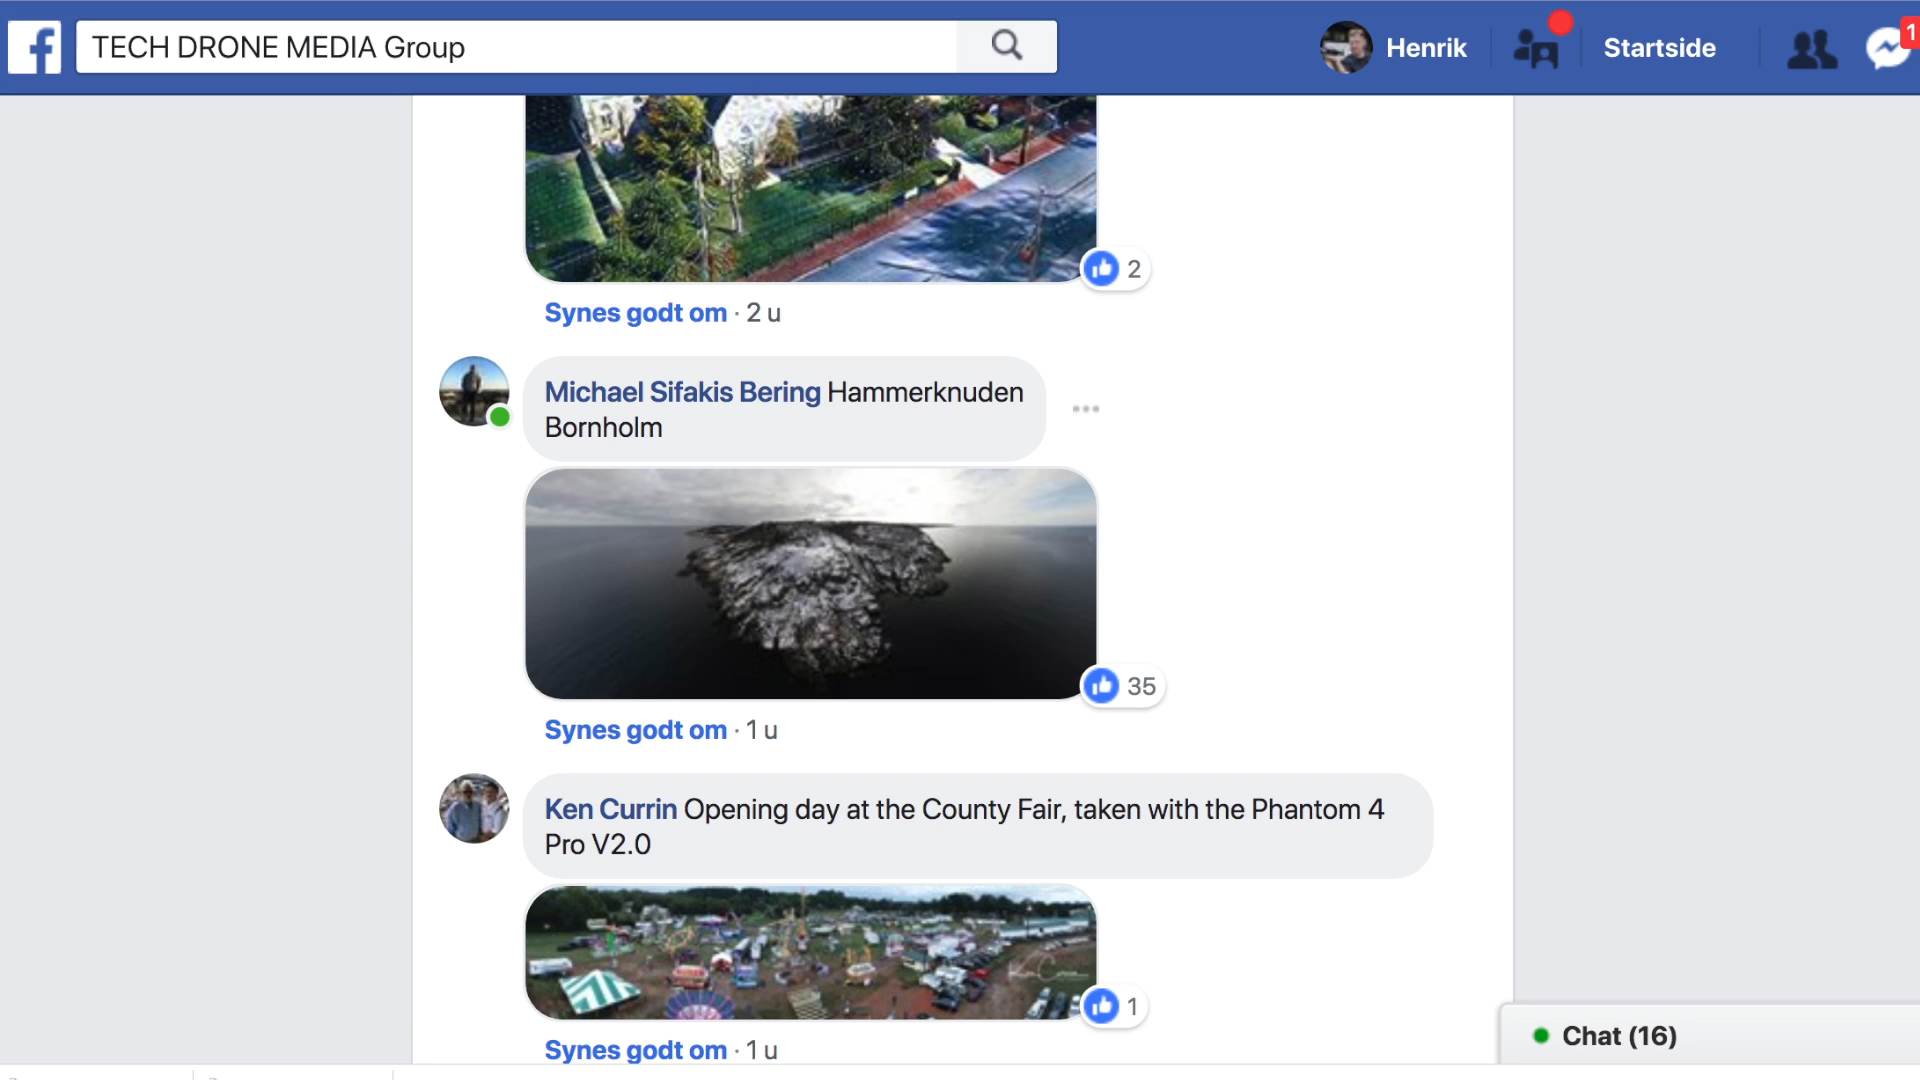 TECH DRONE MEDIA Group
Henrik
Startside
1
2
Synes godt om · 2 u
Michael Sifakis Bering Hammerknuden
Bornholm
35
Synes godt om · 1 u
Ken Currin Opening day at the County Fair, taken with the Phantom 4
Pro V2.0
1
Synes godt om · 1 u
Chat (16)